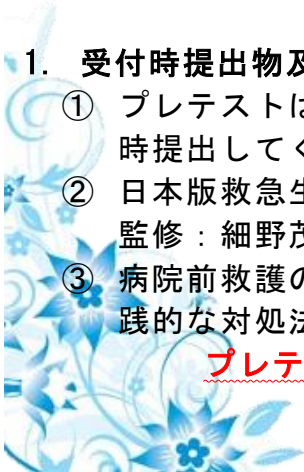 1. 受付時提出物及
① プレテストは
時提出してく
② 日本版救急生
監修：細野茂
③ 病院前救護の
践的な対処法
プレテ